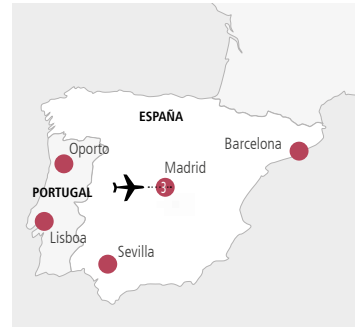 ESPAÑA
Oporto
Barcelona
Madrid
3
PORTUGAL
Lisboa
Sevilla